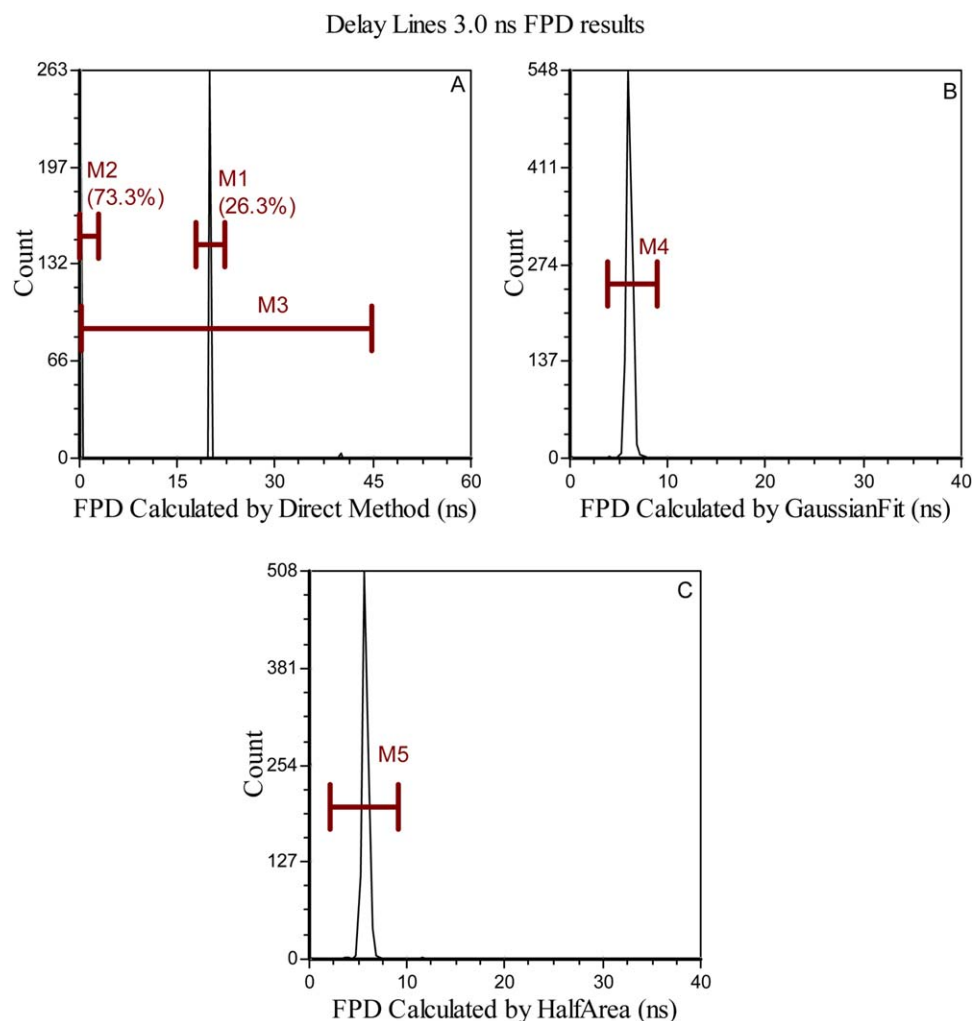 Delay Lines 3.0 ns FPD results
A
263
197
132
66
0
Count
M2
(73.3%)
M1
(26.3%)
M3
0 15 30 45 60
FPD Calculated by Direct Method (ns)
B
548
411
274
137
0
Count
M4
0 10 20 30 40
FPD Calculated by GaussianFit (ns)
C
508
381
254
127
0
Count
M5
0 10 20 30 40
FPD Calculated by HalfArea (ns)